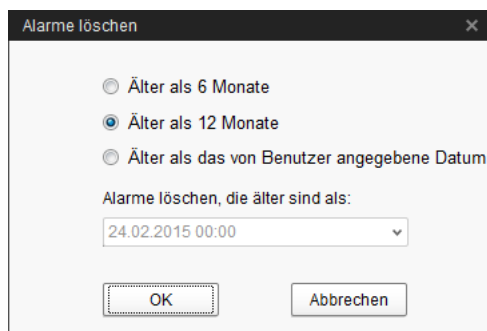 Alarme löschen
Älter als 6 Monate
Älter als 12 Monate
Älter als das von Benutzer angegebene Datum
Alarme löschen, die älter sind als:
24.02.2015 00:00
OK
Abbrechen